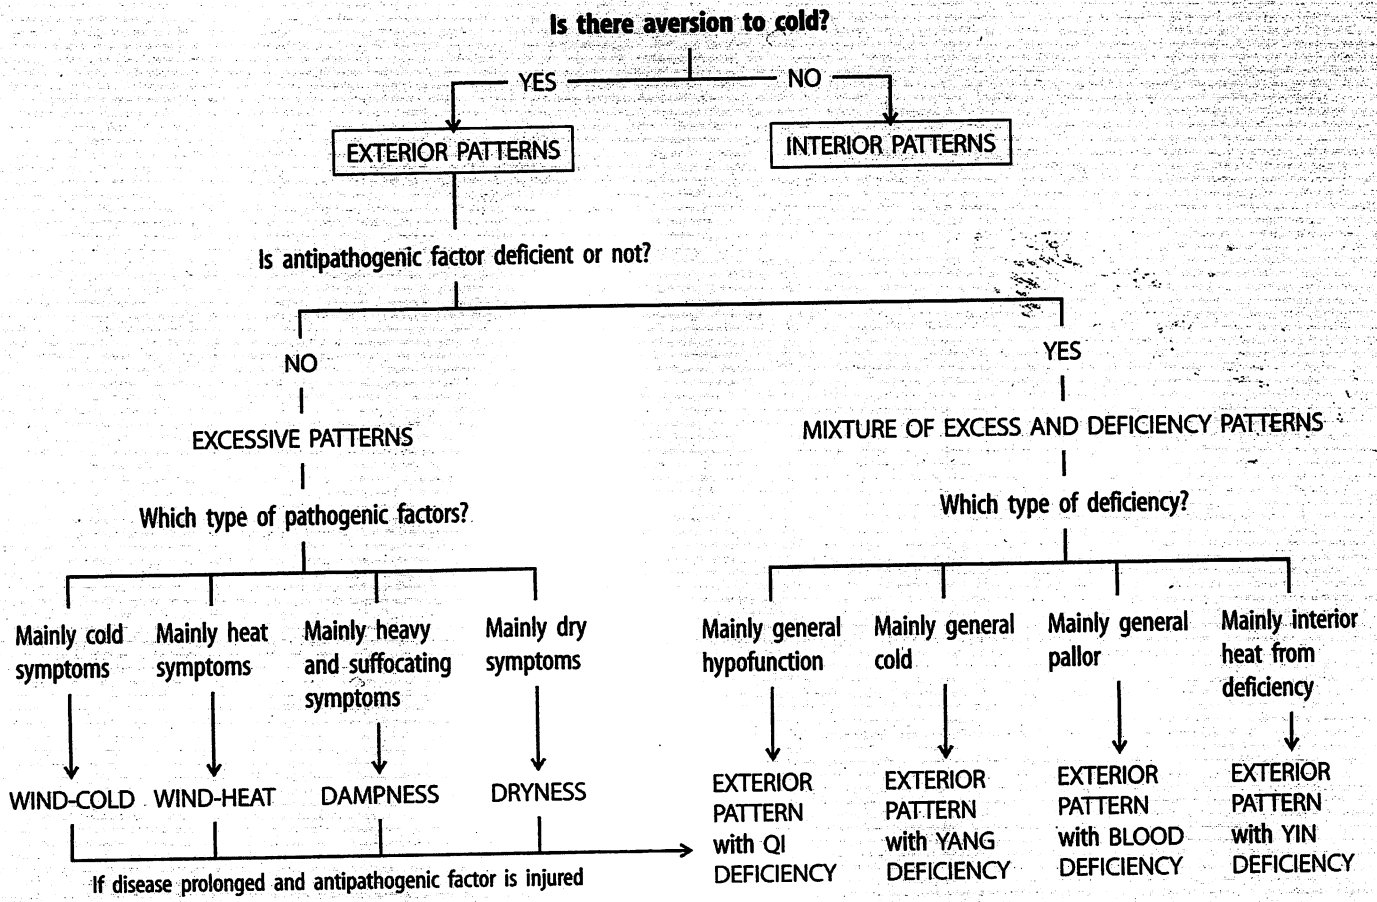 Is there aversion to cold?
YES
NO
EXTERIOR PATTERNS
INTERIOR PATTERNS
Is antipathogenic factor deficient or not?
NO
YES
EXCESSIVE PATTERNS
MIXTURE OF EXCESS AND DEFICIENCY PATTERNS
Which type of pathogenic factors?
Which type of deficiency?
Mainly cold
symptoms
Mainly heat
symptoms
Mainly heavy
and suffocating
symptoms
Mainly dry
symptoms
Mainly general
hypofunction
Mainly general
cold
Mainly general
pallor
Mainly interior
heat from
deficiency
WIND-COLD
WIND-HEAT
DAMPNESS
DRYNESS
EXTERIOR
PATTERN
with QI
DEFICIENCY
EXTERIOR
PATTERN
with YANG
DEFICIENCY
EXTERIOR
PATTERN
with BLOOD
DEFICIENCY
EXTERIOR
PATTERN
with YIN
DEFICIENCY
If disease prolonged and antipathogenic factor is injured